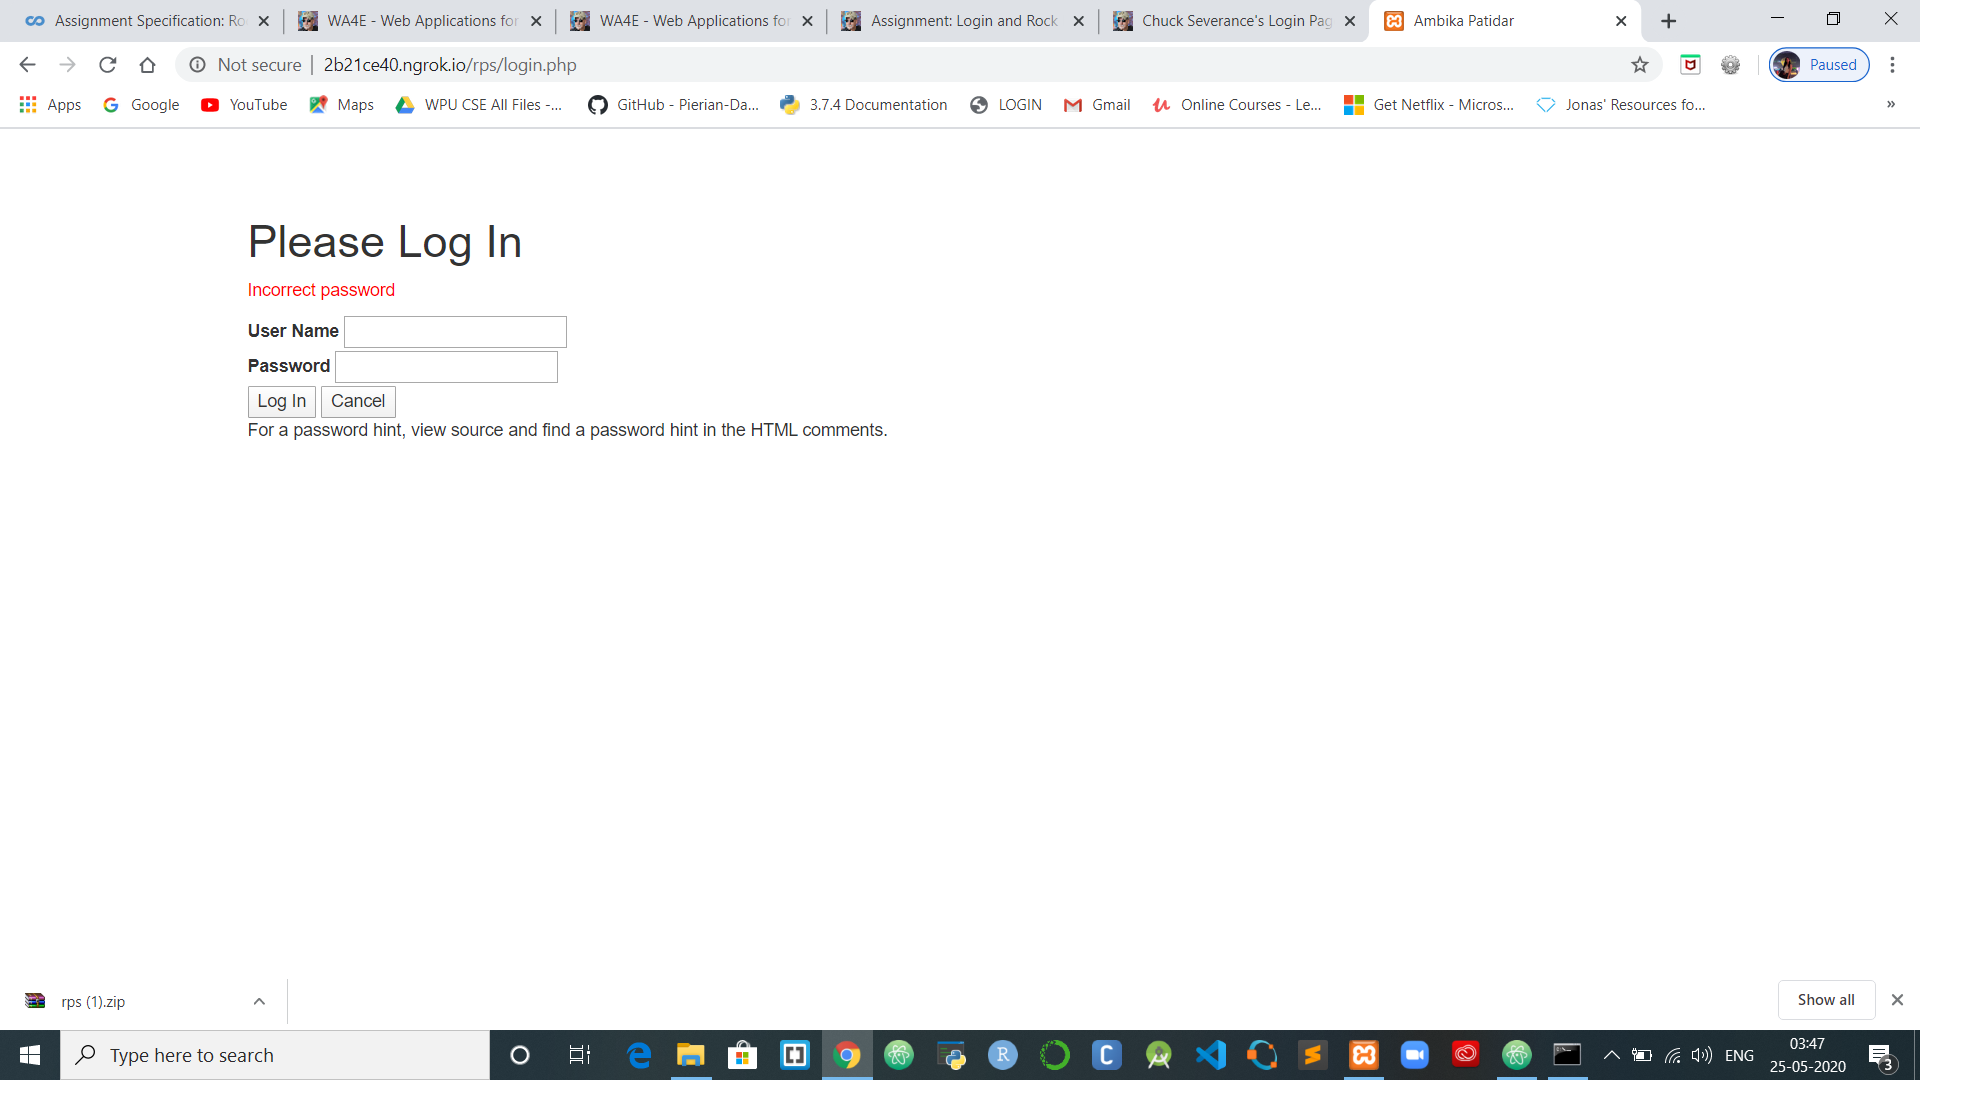 Assignment Specification: Ro
WA4E - Web Applications for
WA4E - Web Applications for
Assignment: Login and Rock
Chuck Severance's Login Pag
Ambika Patidar
Not secure | 2b21ce40.ngrok.io/rps/login.php
Paused
Apps
Google
YouTube
Maps
WPU CSE All Files -...
GitHub - Pierian-Da...
3.7.4 Documentation
LOGIN
Gmail
Online Courses - Le...
Get Netflix - Micros...
Jonas' Resources fo...
»
Please Log In
Incorrect password
User Name
Password
Log In Cancel
For a password hint, view source and find a password hint in the HTML comments.
rps (1).zip
Show all
Type here to search
ENG
03:47
25-05-2020
3